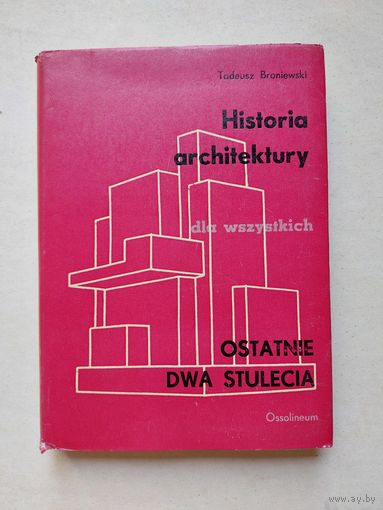 Tadeusz Broniewski
Historia
architektury
dla wszystkich
OSTATNIE
DWA STULECIA
Ossolineum
www.ay.by